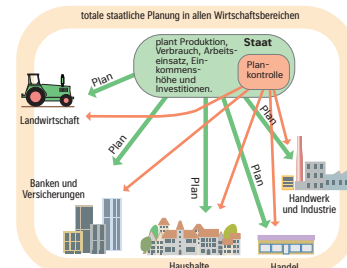 totale staatliche Planung in allen Wirtschaftsbereichen
plant Produktion,
Verbrauch, Arbeits-
einsatz, Ein-
kommens-
höhe und
Investitionen.
Staat
Plan-
kontrolle
Plan
Plan
Plan
Plan
Plan
Landwirtschaft
Banken und
Versicherungen
Handwerk
und Industrie
Haushalte
Handel